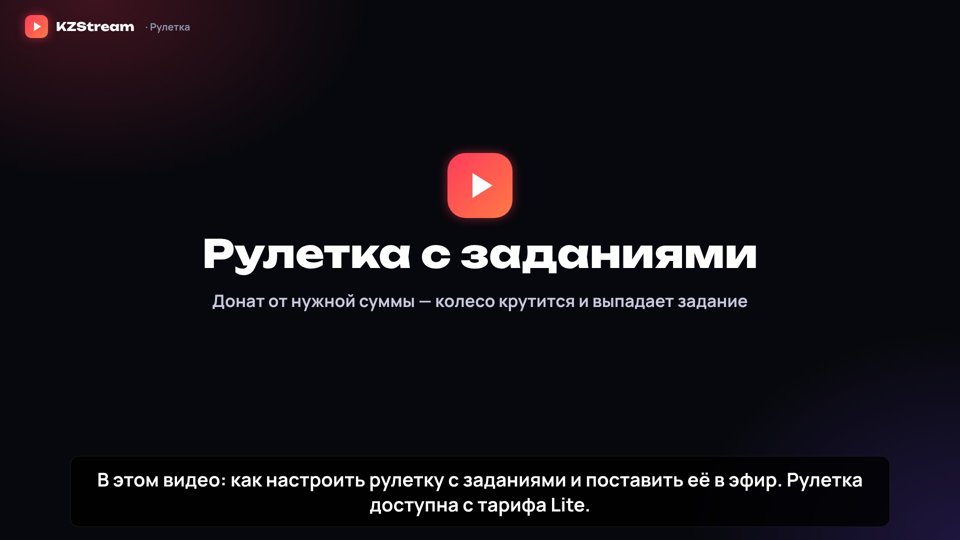 KZStream · Рулетка
Рулетка с заданиями
Донат от нужной суммы — колесо крутится и выпадает задание
В этом видео: как настроить рулетку с заданиями и поставить её в эфир. Рулетка
доступна с тарифа Lite.